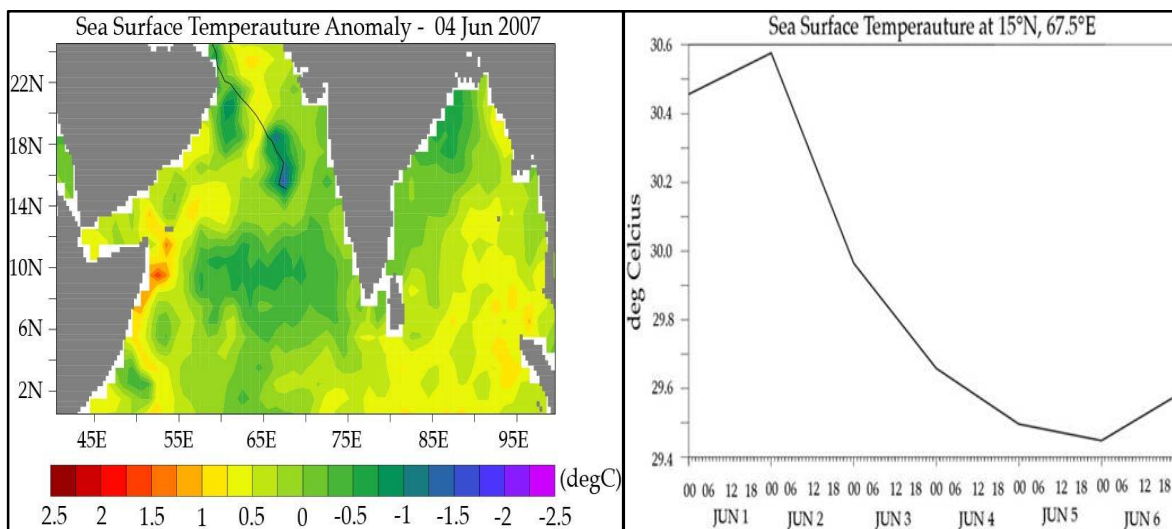 Sea Surface Temperauture Anomaly - 04 Jun 2007
22N
18N
14N
10N
6N
2N
45E 55E 65E 75E 85E 95E
(degC)
2.5 2 1.5 1 0.5 0 -0.5 -1 -1.5 -2 -2.5
Sea Surface Temperauture at 15°N, 67.5°E
deg Celcius
30.6
30.4
30.2
30.0
29.8
29.6
29.4
00 06 12 18 00 06 12 18 00 06 12 18 00 06 12 18 00 06 12 18 00 06 12 18
JUN 1 JUN 2 JUN 3 JUN 4 JUN 5 JUN 6